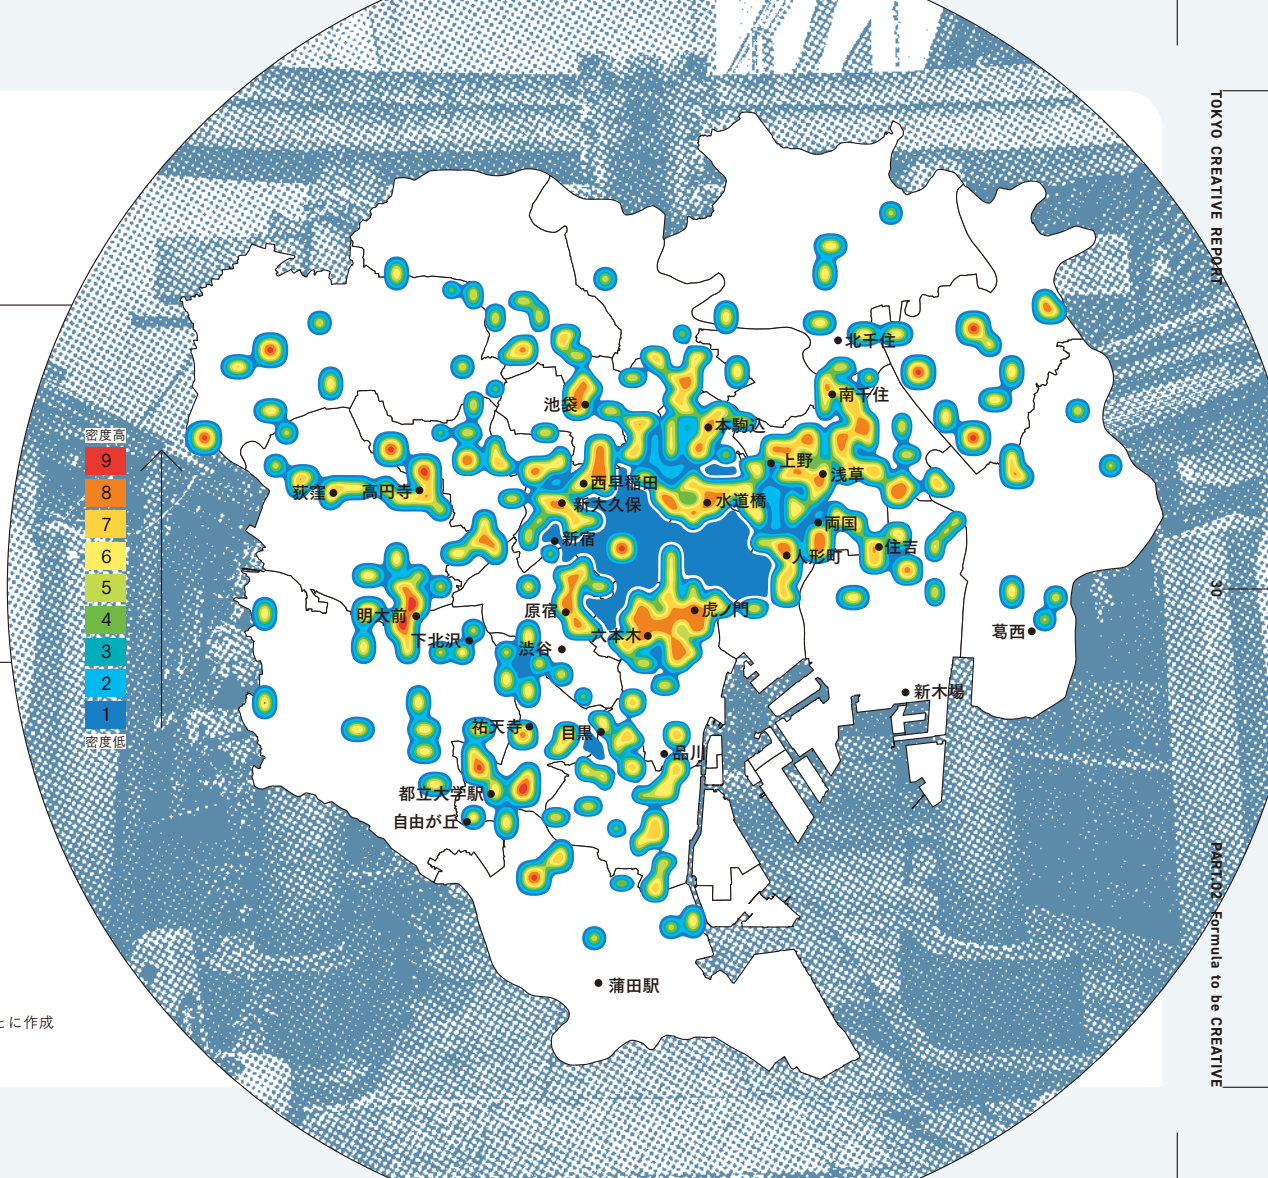 TOKYO CREATIVE REPORT
30
PART.02 Formula to be CREATIVE
密度高
9
8
7
6
5
4
3
2
1
密度低
とに作成
北千住
南千住
池袋
本駒込
上野
浅草
荻窪
高円寺
西早稲田
新大久保
水道橋
両国
新宿
人形町
住吉
原宿
虎ノ門
明大前
六本木
下北沢
渋谷
葛西
新木場
祐天寺
目黒
品川
都立大学駅
自由が丘
蒲田駅